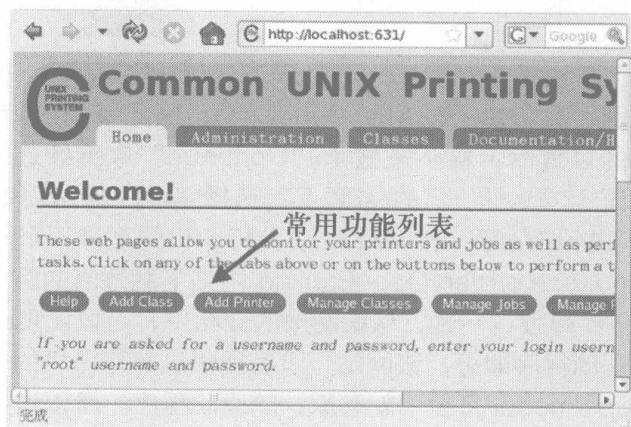 http://localhost:631/
Google
UNIX
PRINTING
SYSTEM
Common UNIX Printing Sy
Home Administration Classes Documentation/H
Welcome!
常用功能列表
These web pages allow you to monitor your printers and jobs as well as perf
tasks. Click on any of the tabs above or on the buttons below to perform a t
Help Add Class Add Printer Manage Classes Manage Jobs Manage P
If you are asked for a username and password, enter your login usern
"root" username and password.
完成